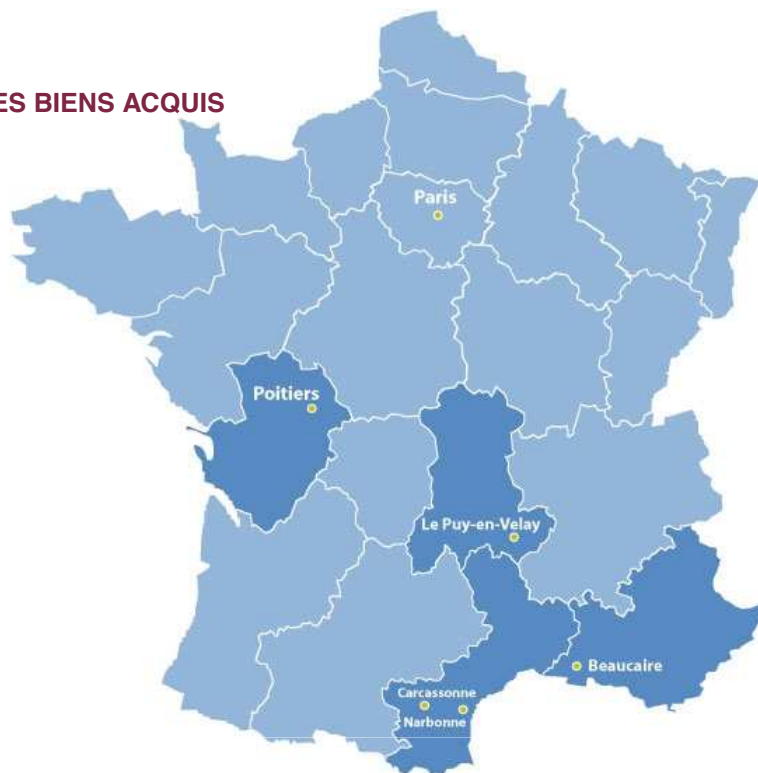 ES BIENS ACQUIS
Paris
Poitiers
Le Puy-en-Velay
Beaucaire
Carcassonne
Narbonne